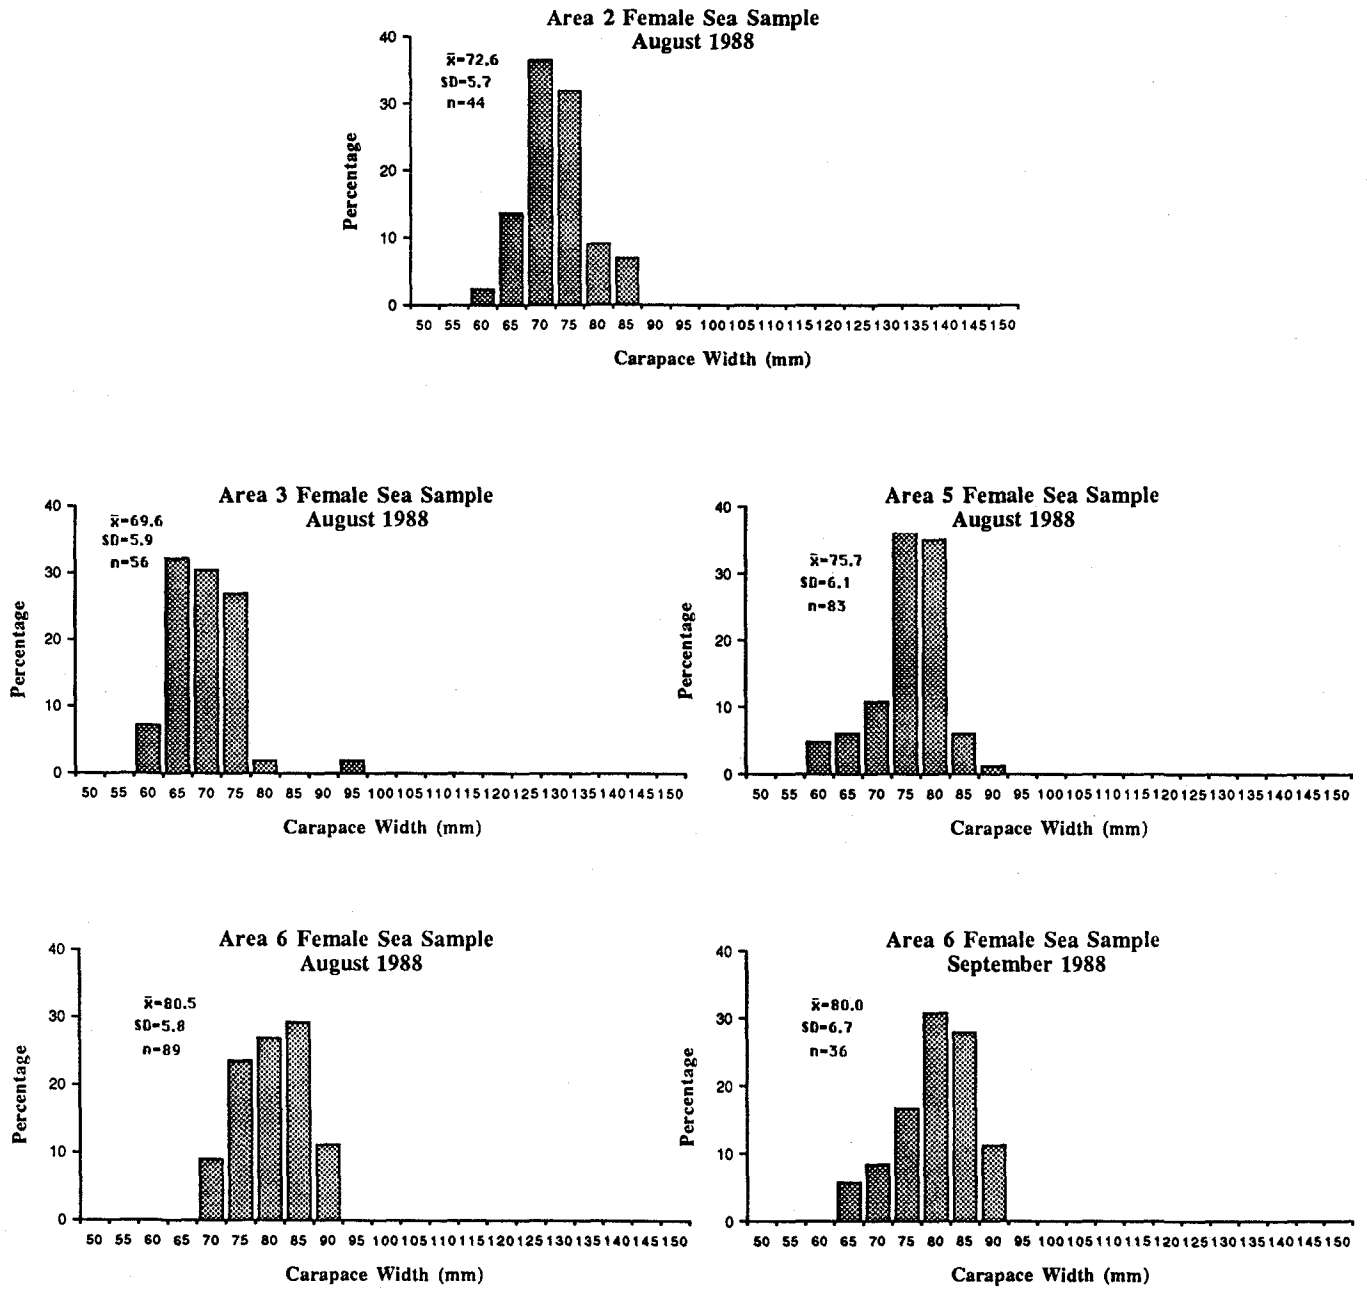 Area 2 Female Sea Sample
August 1988
x̄=72.6
SD=5.7
n=44
Percentage
40
30
20
10
0
50 55 60 65 70 75 80 85 90 95 100 105 110 115 120 125 130 135 140 145 150
Carapace Width (mm)
Area 3 Female Sea Sample
August 1988
x̄=69.6
SD=5.9
n=56
Percentage
40
30
20
10
0
50 55 60 65 70 75 80 85 90 95 100 105 110 115 120 125 130 135 140 145 150
Carapace Width (mm)
Area 5 Female Sea Sample
August 1988
x̄=75.7
SD=6.1
n=83
Percentage
40
30
20
10
0
50 55 60 65 70 75 80 85 90 95 100 105 110 115 120 125 130 135 140 145 150
Carapace Width (mm)
Area 6 Female Sea Sample
August 1988
x̄=80.5
SD=5.8
n=89
Percentage
40
30
20
10
0
50 55 60 65 70 75 80 85 90 95 100 105 110 115 120 125 130 135 140 145 150
Carapace Width (mm)
Area 6 Female Sea Sample
September 1988
x̄=80.0
SD=6.7
n=36
Percentage
40
30
20
10
0
50 55 60 65 70 75 80 85 90 95 100 105 110 115 120 125 130 135 140 145 150
Carapace Width (mm)